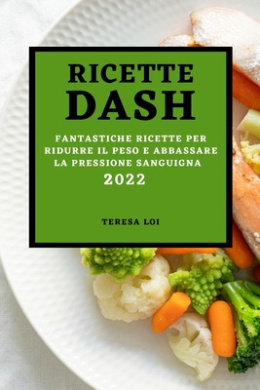 RICETTE
DASH
FANTASTICHE RICETTE PER
RIDURRE IL PESO E ABBASSARE
LA PRESSIONE SANGUIGNA
2022
TERESA LOI